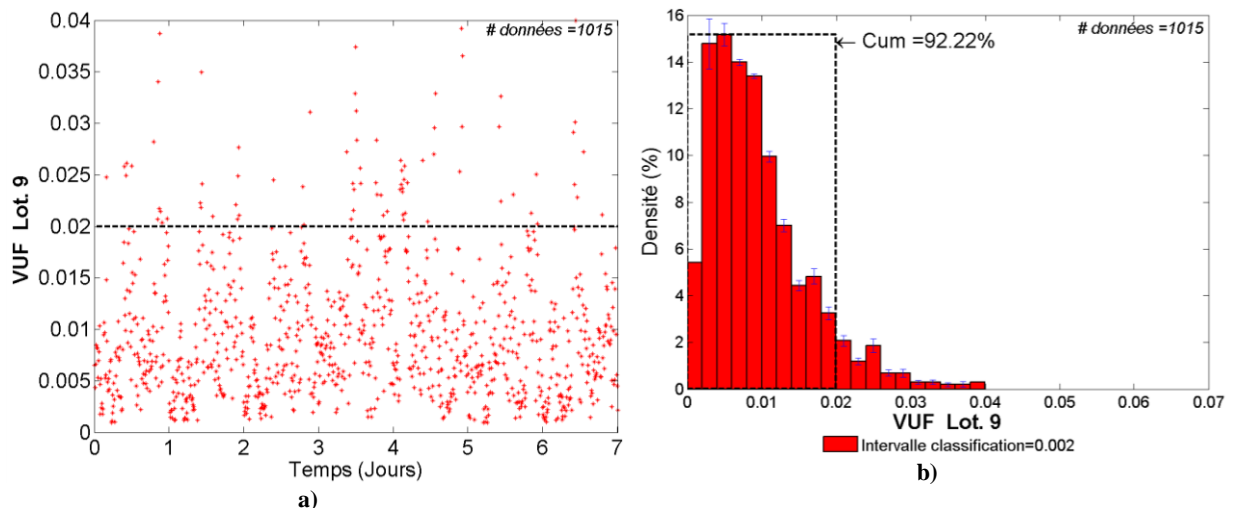 # données =1015
0.04
0.035
0.03
0.025
0.02
0.015
0.01
0.005
0
VUF Lot. 9
0 1 2 3 4 5 6 7
Temps (Jours)
a)
# données =1015
← Cum =92.22%
16
14
12
10
8
6
4
2
0
Densité (%)
0 0.01 0.02 0.03 0.04 0.05 0.06 0.07
VUF Lot. 9
Intervalle classification=0.002
b)